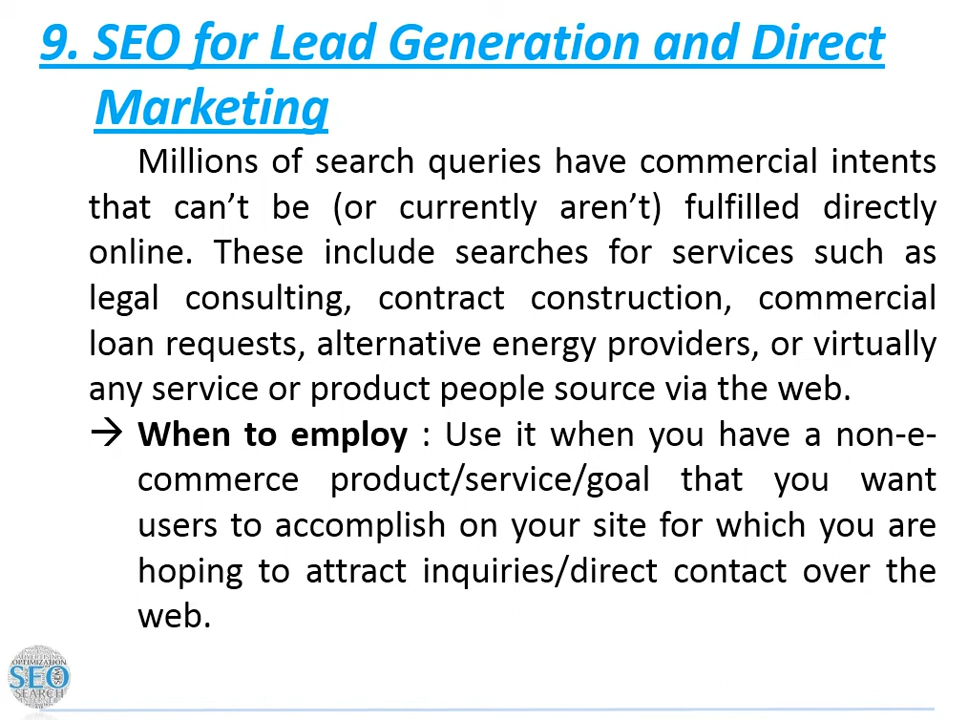 9. SEO for Lead Generation and Direct
Marketing
Millions of search queries have commercial intents
that can’t be (or currently aren’t) fulfilled directly
online. These include searches for services such as
legal consulting, contract construction, commercial
loan requests, alternative energy providers, or virtually
any service or product people source via the web.
→ When to employ : Use it when you have a non-e-
commerce product/service/goal that you want
users to accomplish on your site for which you are
hoping to attract inquiries/direct contact over the
web.
OPTIMIZATION
SEO
SEARCH